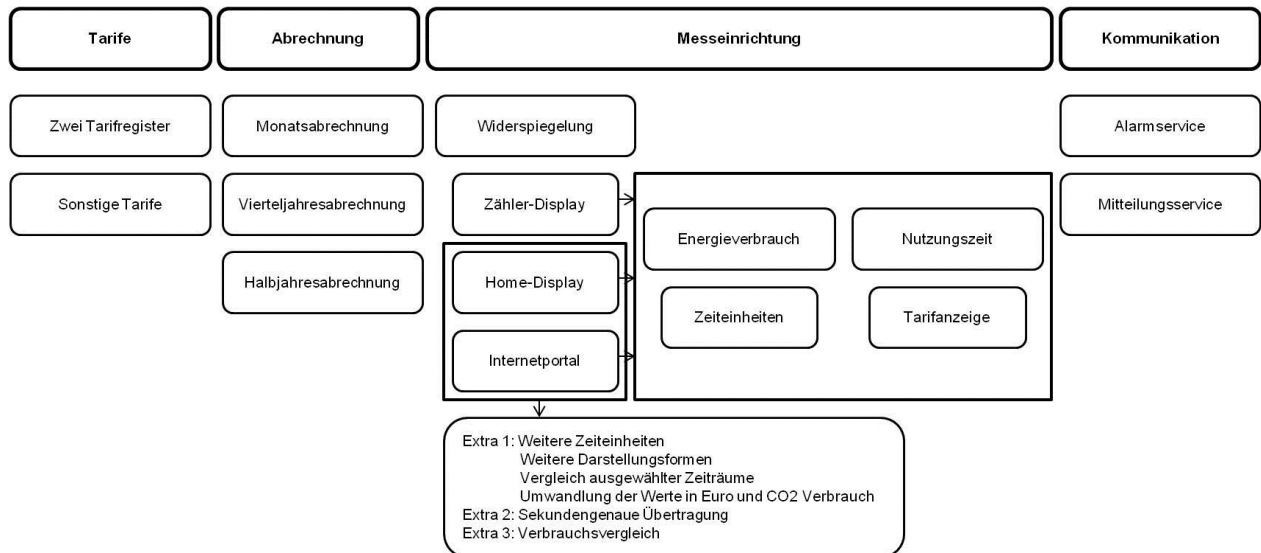 Tarife
Abrechnung
Messeinrichtung
Kommunikation
Zwei Tarifregister
Monatsabrechnung
Widerspiegelung
Alarmservice
Sonstige Tarife
Vierteljahresabrechnung
Zähler-Display
Mitteilungsservice
Energieverbrauch
Nutzungszeit
Halbjahresabrechnung
Home-Display
Zeiteinheiten
Tarifanzeige
Internetportal
Extra 1: Weitere Zeiteinheiten
Weitere Darstellungsformen
Vergleich ausgewählter Zeiträume
Umwandlung der Werte in Euro und CO2 Verbrauch
Extra 2: Sekundengenaue Übertragung
Extra 3: Verbrauchsvergleich